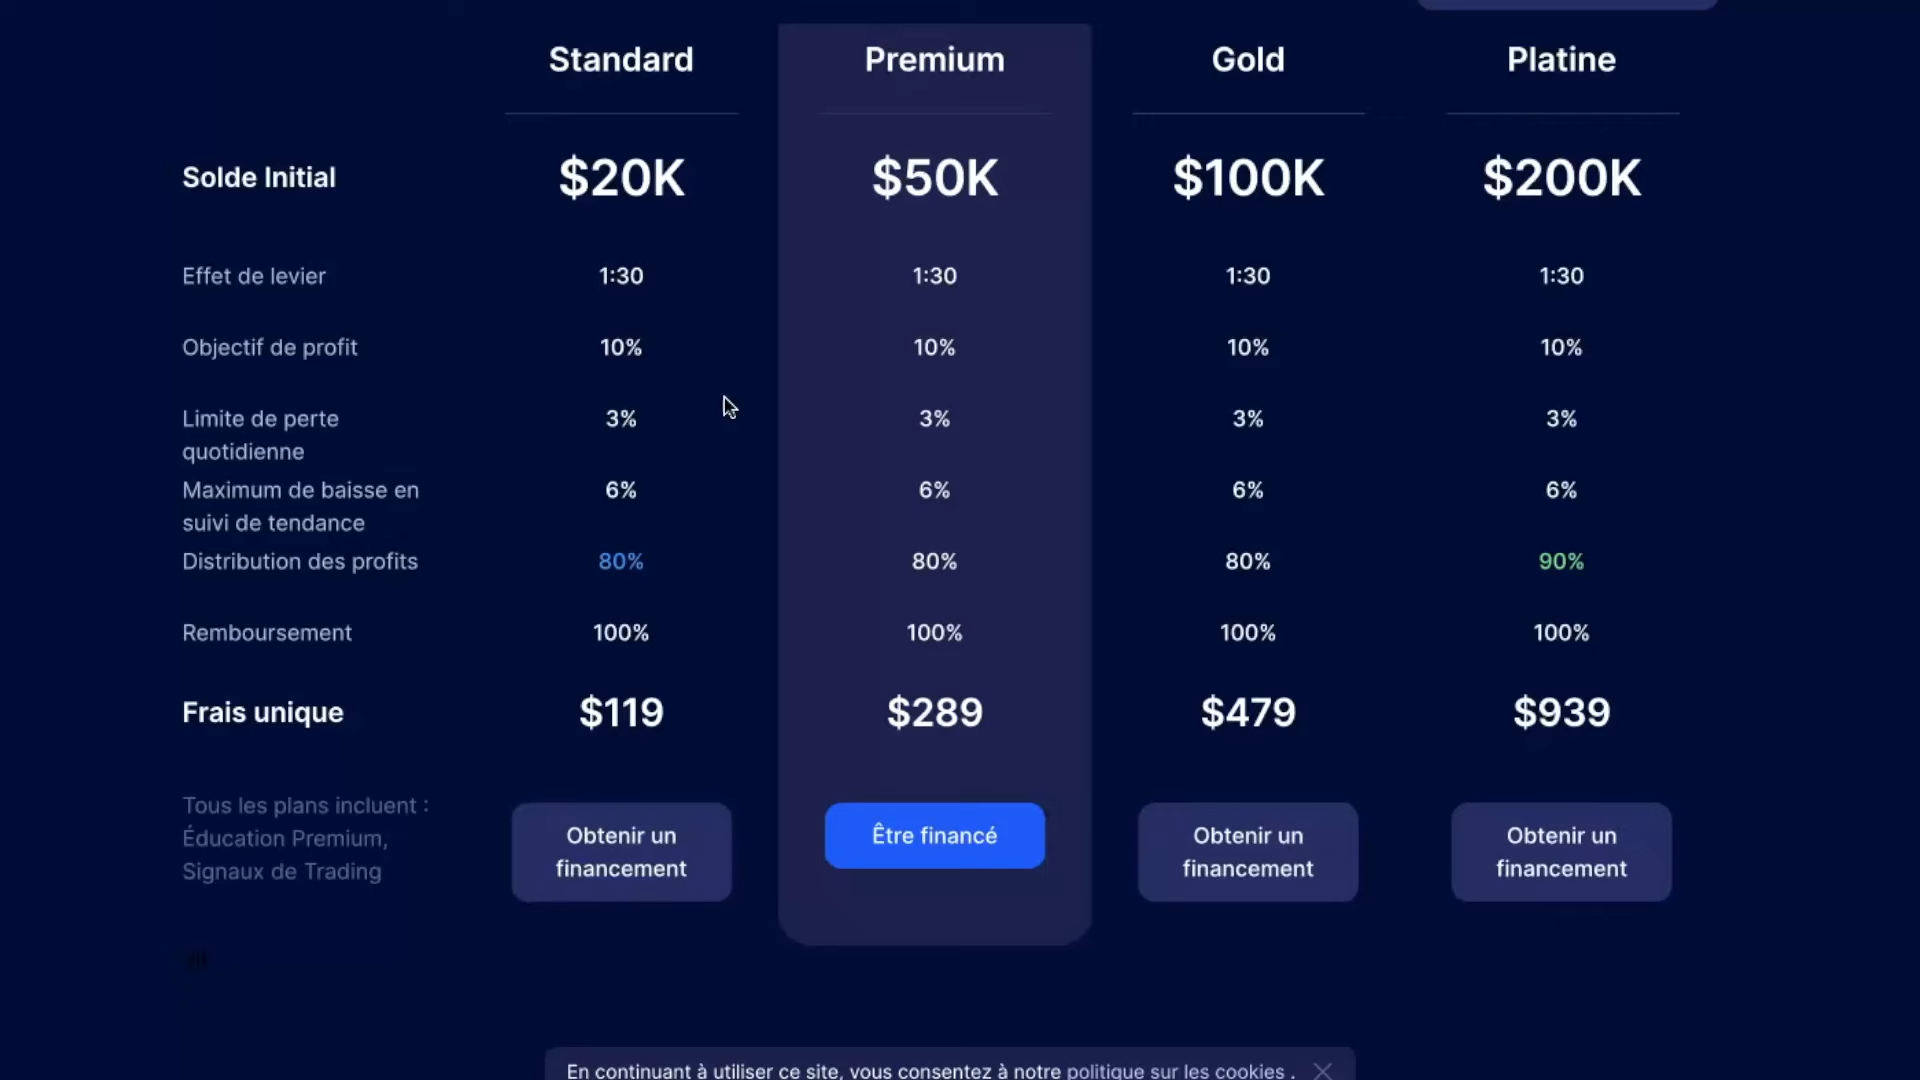 Standard Premium Gold Platine
Solde Initial $20K $50K $100K $200K
Effet de levier 1:30 1:30 1:30 1:30
Objectif de profit 10% 10% 10% 10%
Limite de perte 3% 3% 3% 3%
quotidienne
Maximum de baisse en 6% 6% 6% 6%
suivi de tendance
Distribution des profits 80% 80% 80% 90%
Remboursement 100% 100% 100% 100%
Frais unique $119 $289 $479 $939
Tous les plans incluent :
Éducation Premium,
Signaux de Trading
Obtenir un
financement
Être financé
Obtenir un
financement
Obtenir un
financement
En continuant à utiliser ce site, vous consentez à notre politique sur les cookies .